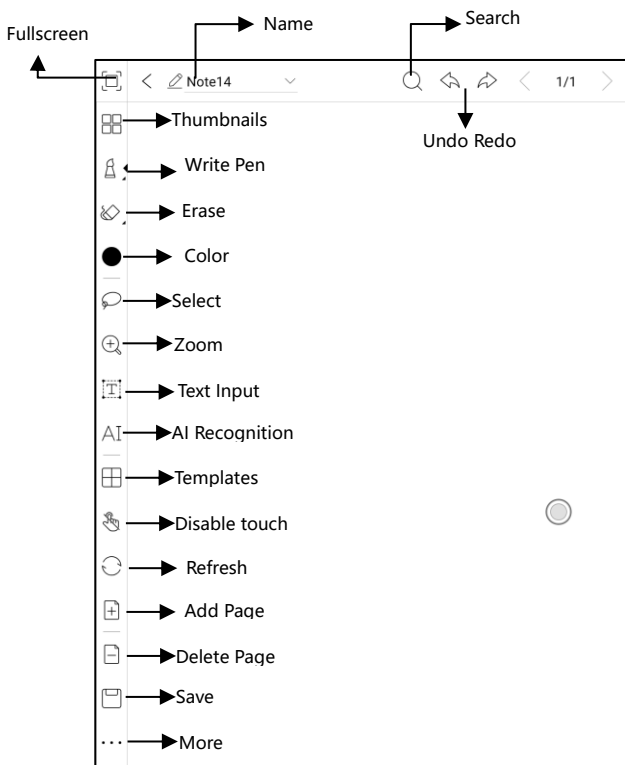 Name
Search
Fullscreen
Note14
1/1
Undo Redo
Thumbnails
Write Pen
Erase
Color
Select
Zoom
Text Input
AI Recognition
Templates
Disable touch
Refresh
Add Page
Delete Page
Save
More